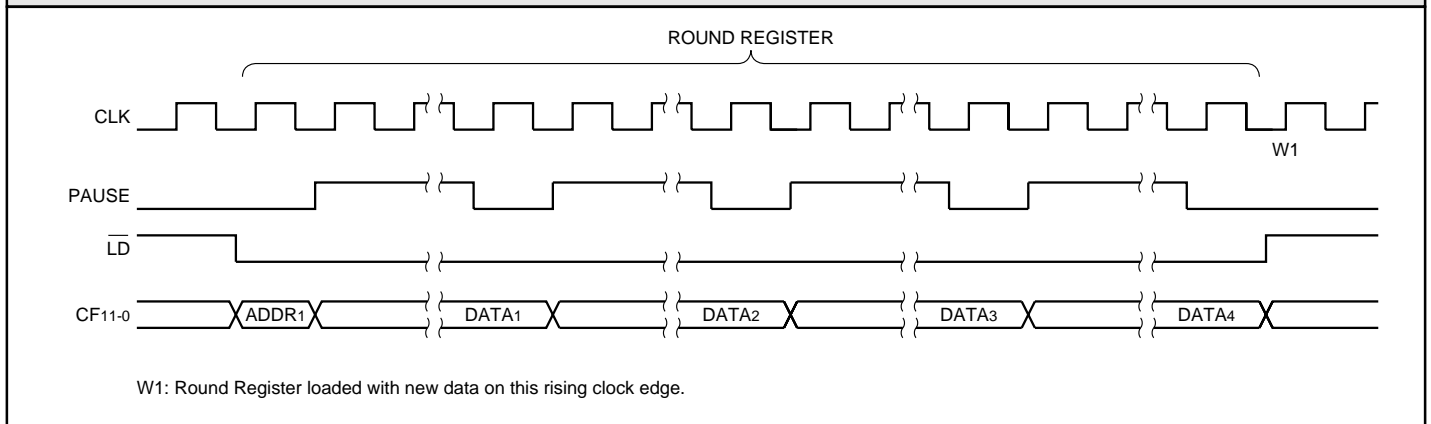 ROUND REGISTER
CLK
W1
PAUSE
LD
CF11-0
ADDR1
DATA1
DATA2
DATA3
DATA4
W1: Round Register loaded with new data on this rising clock edge.